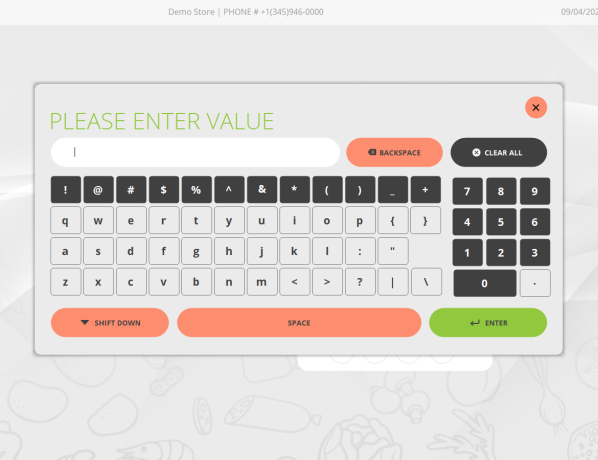 Demo Store | PHONE # +1(345)946-0000
09/04/202
PLEASE ENTER VALUE
BACKSPACE
CLEAR ALL
! @ # $ % ^ & * ( ) _ +
7 8 9
q w e r t y u i o p { }
4 5 6
a s d f g h j k l : "
1 2 3
z x c v b n m < > ? | \
0 .
SHIFT DOWN
SPACE
ENTER